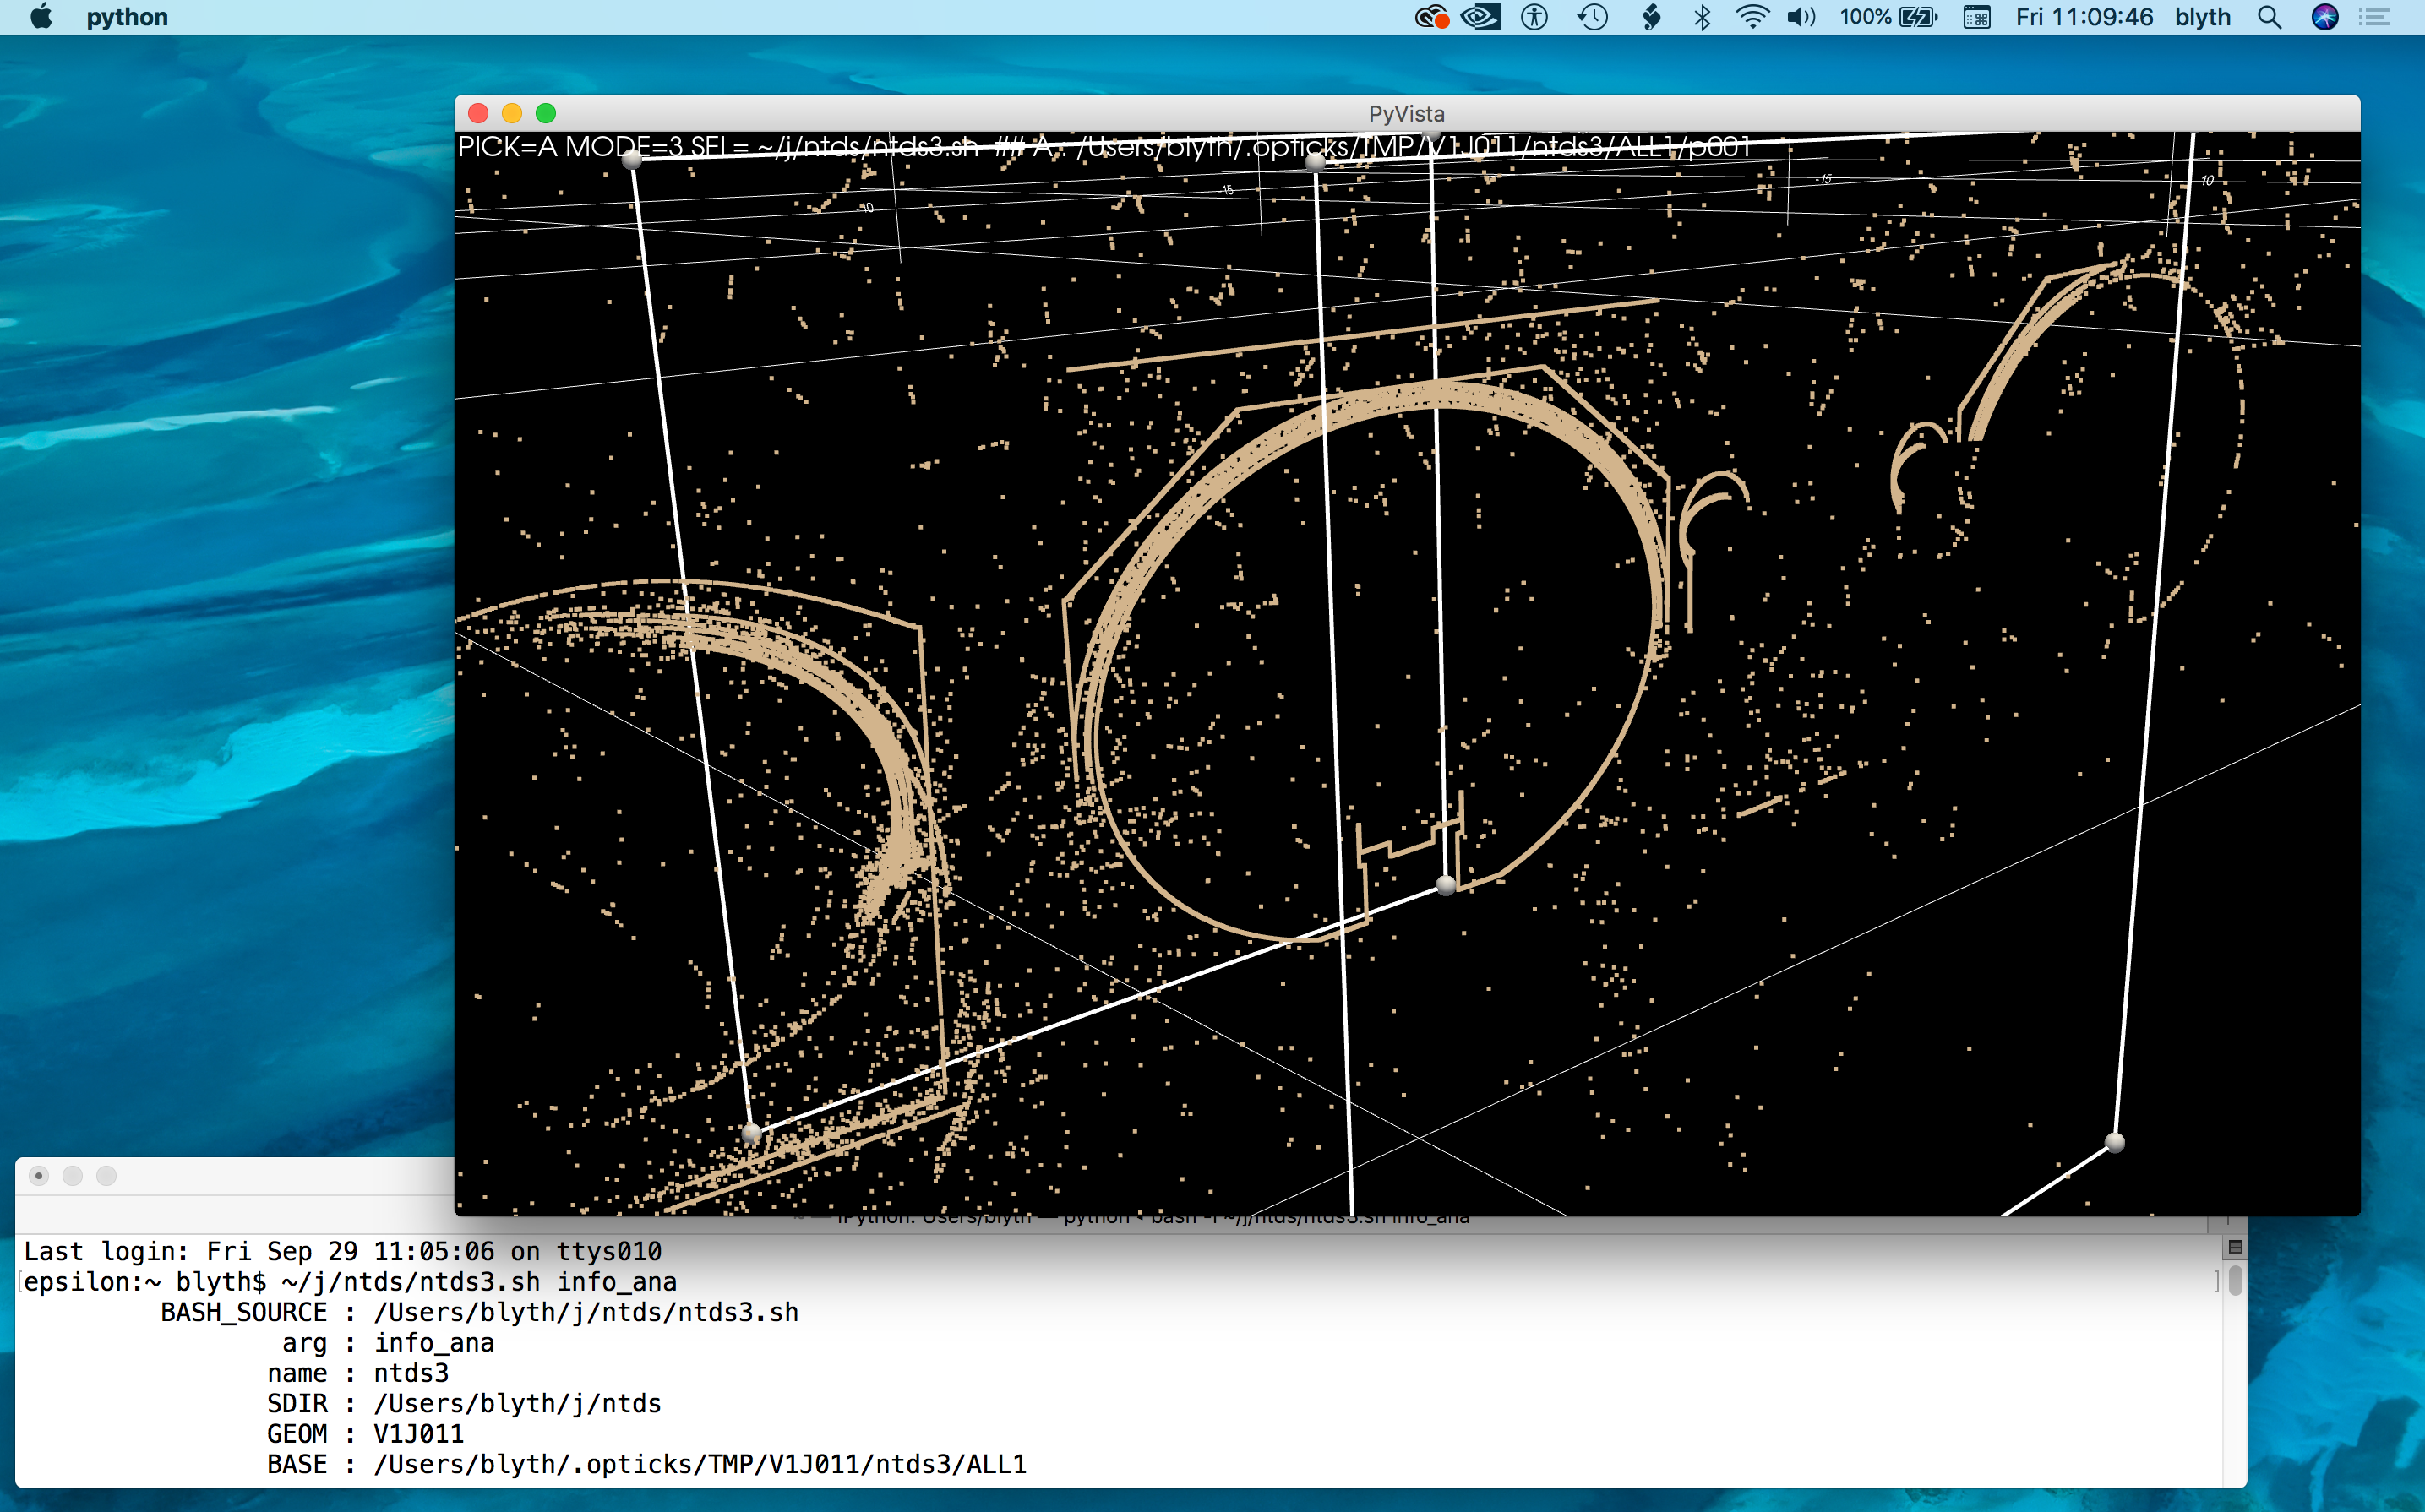 python
100%
Fri 11:09:46
blyth
PyVista
PICK=A MODE=3 SEL= ~/j/ntds/ntds3.sh ## A : /Users/blyth/.opticks/TMP/V1J011/ntds3/ALL1/p001
-10
-15
-15
10
IPython: Users/blyth — python ◂ bash -l ~/j/ntds/ntds3.sh info_ana
Last login: Fri Sep 29 11:05:06 on ttys010
[epsilon:~ blyth$ ~/j/ntds/ntds3.sh info_ana ]
BASH_SOURCE : /Users/blyth/j/ntds/ntds3.sh
arg : info_ana
name : ntds3
SDIR : /Users/blyth/j/ntds
GEOM : V1J011
BASE : /Users/blyth/.opticks/TMP/V1J011/ntds3/ALL1